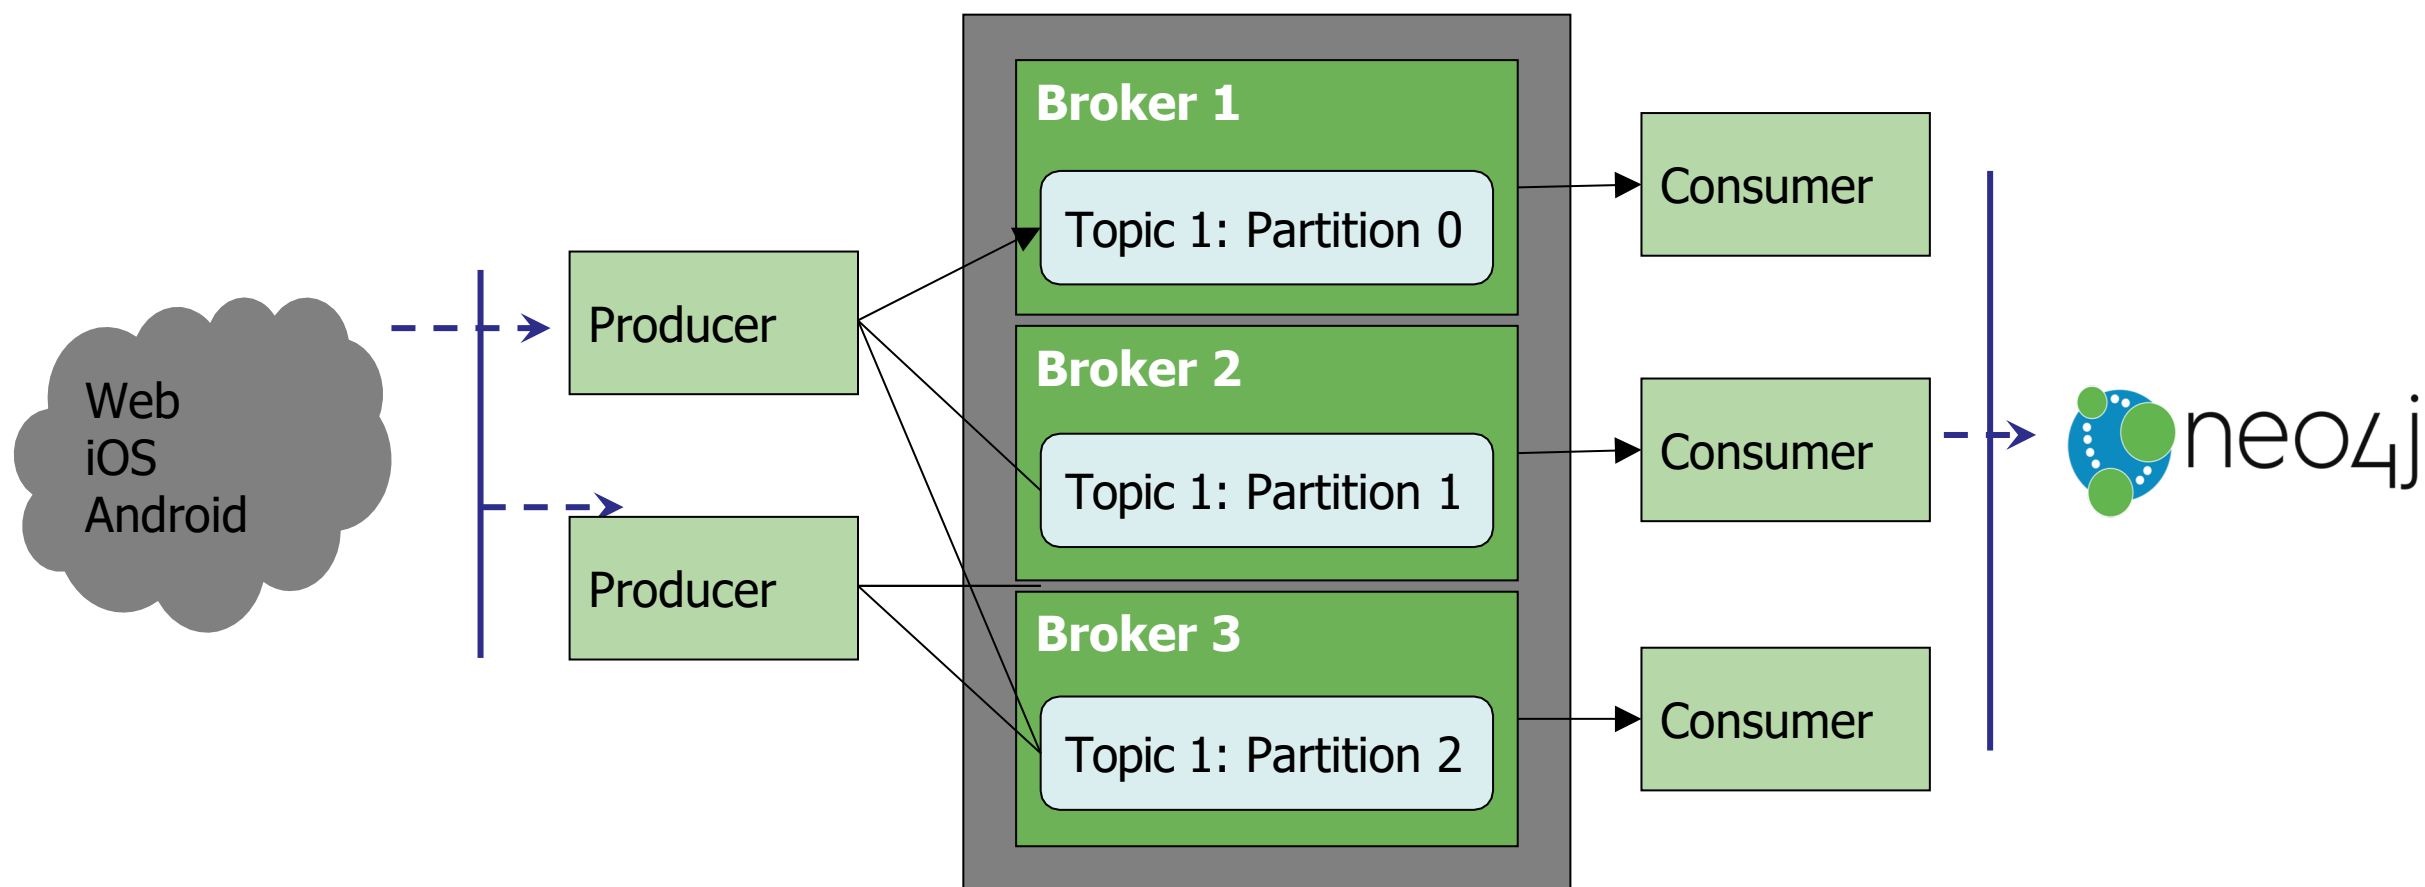 Web
iOS
Android
Producer
Producer
Broker 1
Topic 1: Partition 0
Broker 2
Topic 1: Partition 1
Broker 3
Topic 1: Partition 2
Consumer
Consumer
Consumer
neo4j